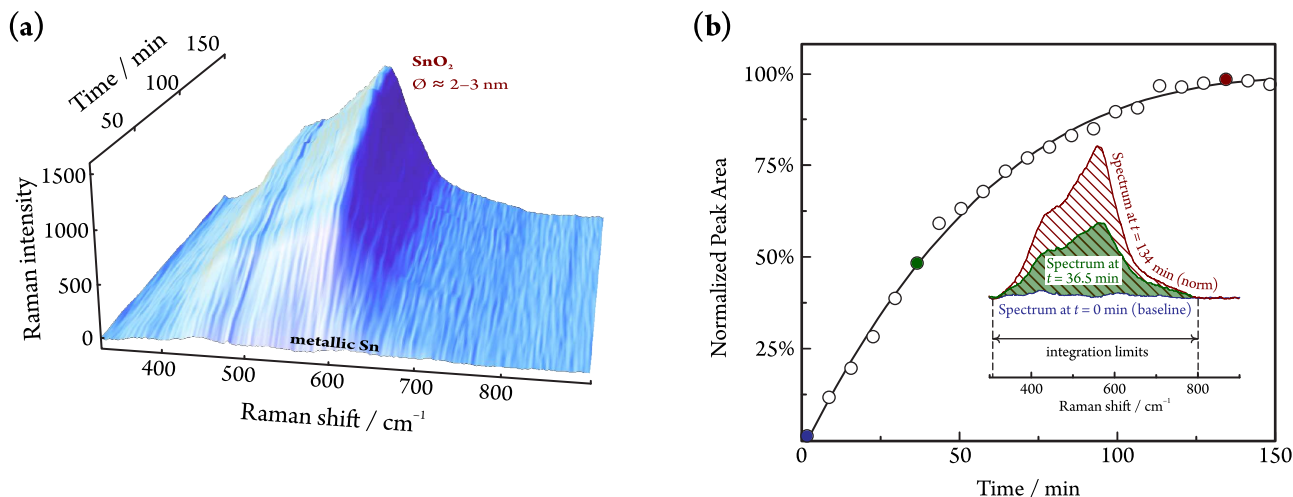 (a)
Time / min
50
100
150
SnO₂
Ø ≈ 2–3 nm
Raman intensity
1500
1000
500
0
metallic Sn
400
500
600
700
800
Raman shift / cm⁻¹
(b)
Normalized Peak Area
100%
75%
50%
25%
Spectrum at t = 134 min (norm)
Spectrum at
t = 36.5 min
Spectrum at t = 0 min (baseline)
integration limits
400
600
800
Raman shift / cm⁻¹
0
50
100
150
Time / min